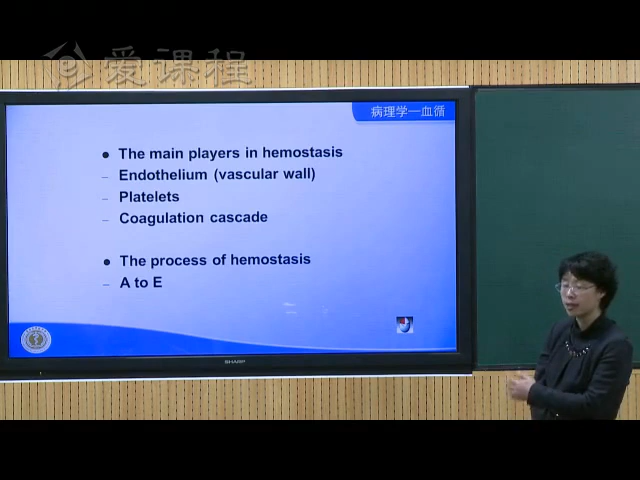 爱课程
病理学—血循
● The main players in hemostasis
– Endothelium (vascular wall)
– Platelets
– Coagulation cascade
● The process of hemostasis
– A to E
SHARP